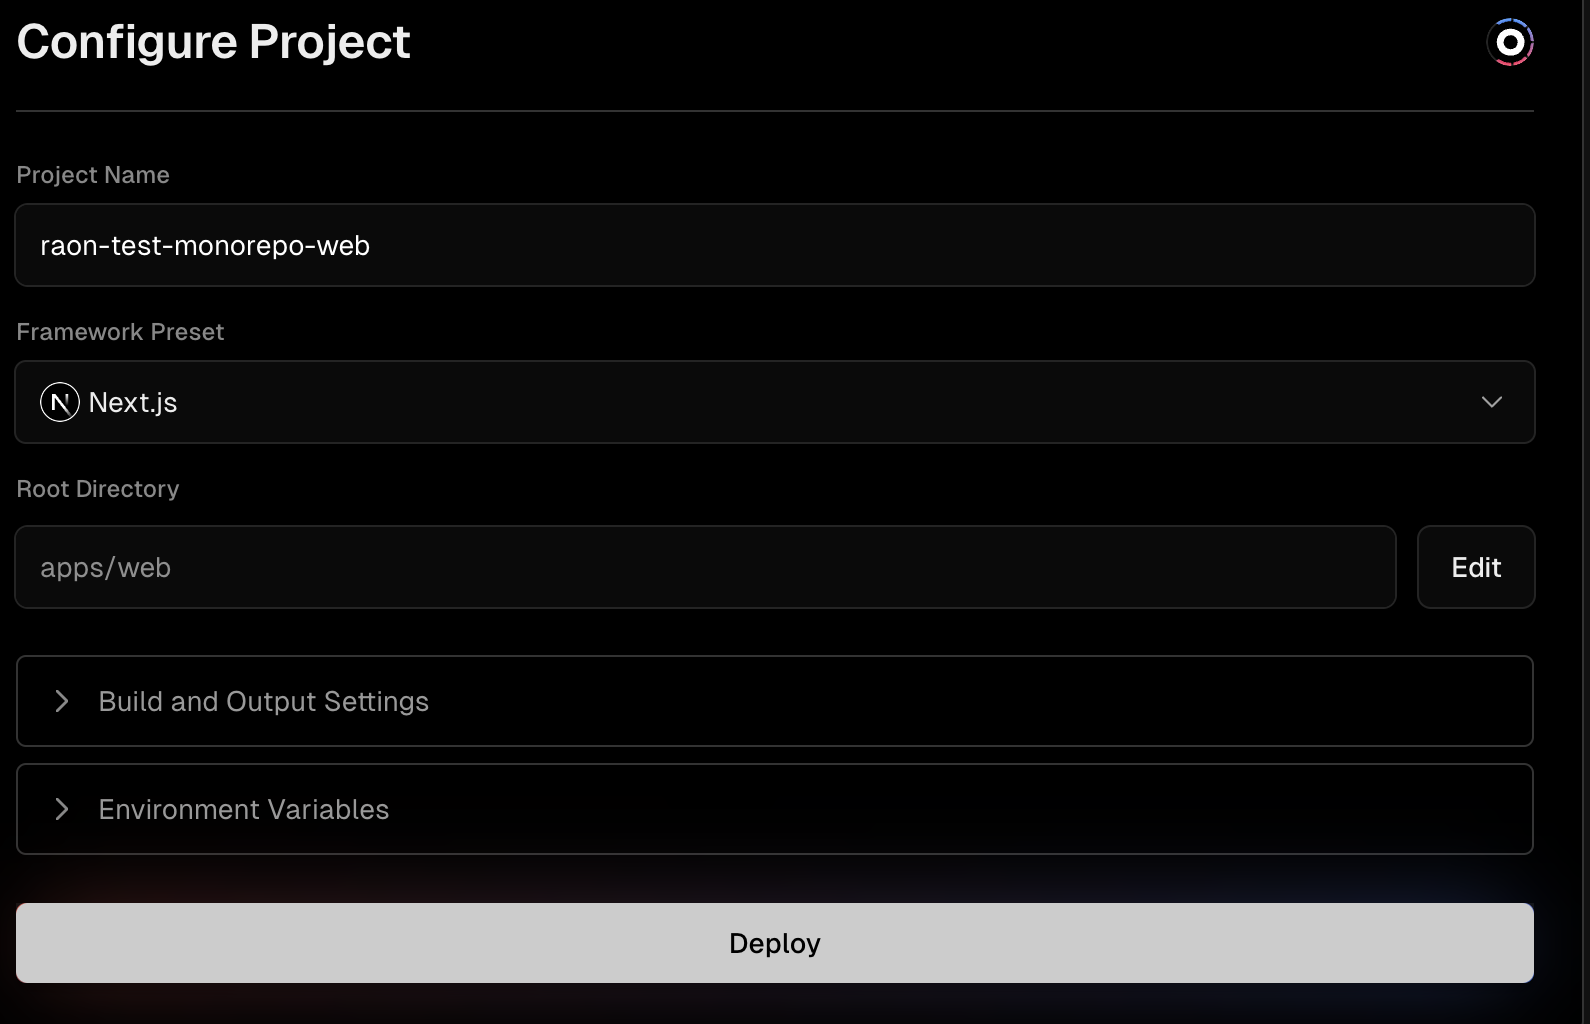 Configure Project
Project Name
raon-test-monorepo-web
Framework Preset
N Next.js
Root Directory
apps/web
Edit
Build and Output Settings
Environment Variables
Deploy